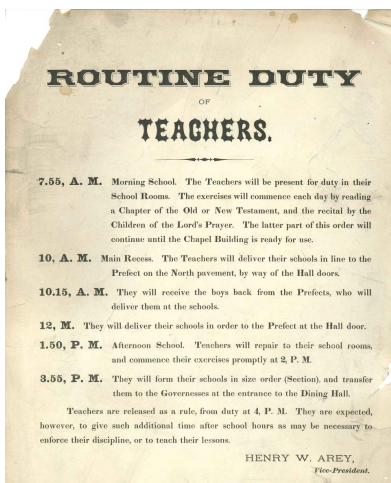 ROUTINE DUTY
OF
TEACHERS.
7.55, A. M. Morning School. The Teachers will be present for duty in their
School Rooms. The exercises will commence each day by reading
a Chapter of the Old or New Testament, and the recital by the
Children of the Lord's Prayer. The latter part of this order will
continue until the Chapel Building is ready for use.
10, A. M. Main Recess. The Teachers will deliver their schools in line to the
Prefect on the North pavement, by way of the Hall doors.
10.15, A. M. They will receive the boys back from the Prefects, who will
deliver them at the schools.
12, M. They will deliver their schools in order to the Prefect at the Hall door.
1.50, P. M. Afternoon School. Teachers will repair to their school rooms,
and commence their exercises promptly at 2, P. M.
3.55, P. M. They will form their schools in size order (Section), and transfer
them to the Governesses at the entrance to the Dining Hall.
Teachers are released as a rule, from duty at 4, P. M. They are expected,
however, to give such additional time after school hours as may be necessary to
enforce their discipline, or to teach their lessons.
HENRY W. AREY,
Vice-President.